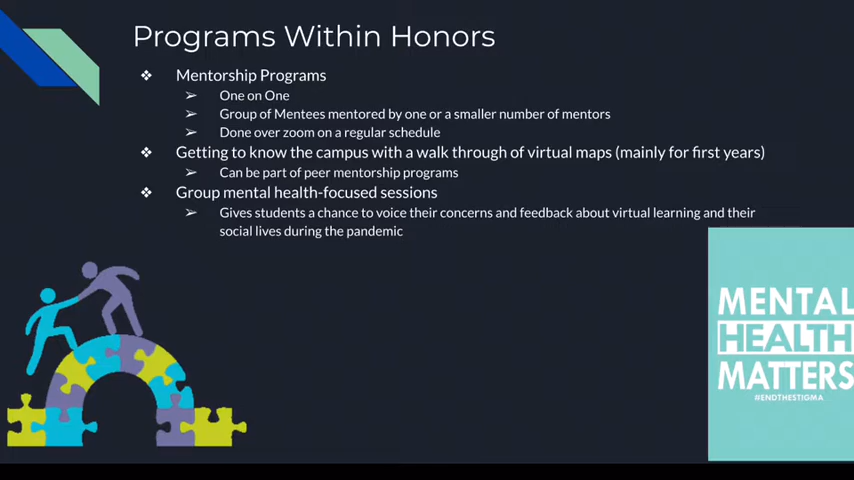 Programs Within Honors
❖ Mentorship Programs
➢ One on One
➢ Group of Mentees mentored by one or a smaller number of mentors
➢ Done over zoom on a regular schedule
❖ Getting to know the campus with a walk through of virtual maps (mainly for first years)
➢ Can be part of peer mentorship programs
❖ Group mental health-focused sessions
➢ Gives students a chance to voice their concerns and feedback about virtual learning and their
social lives during the pandemic
MENTAL
HEALTH
MATTERS
#ENDTHESTIGMA